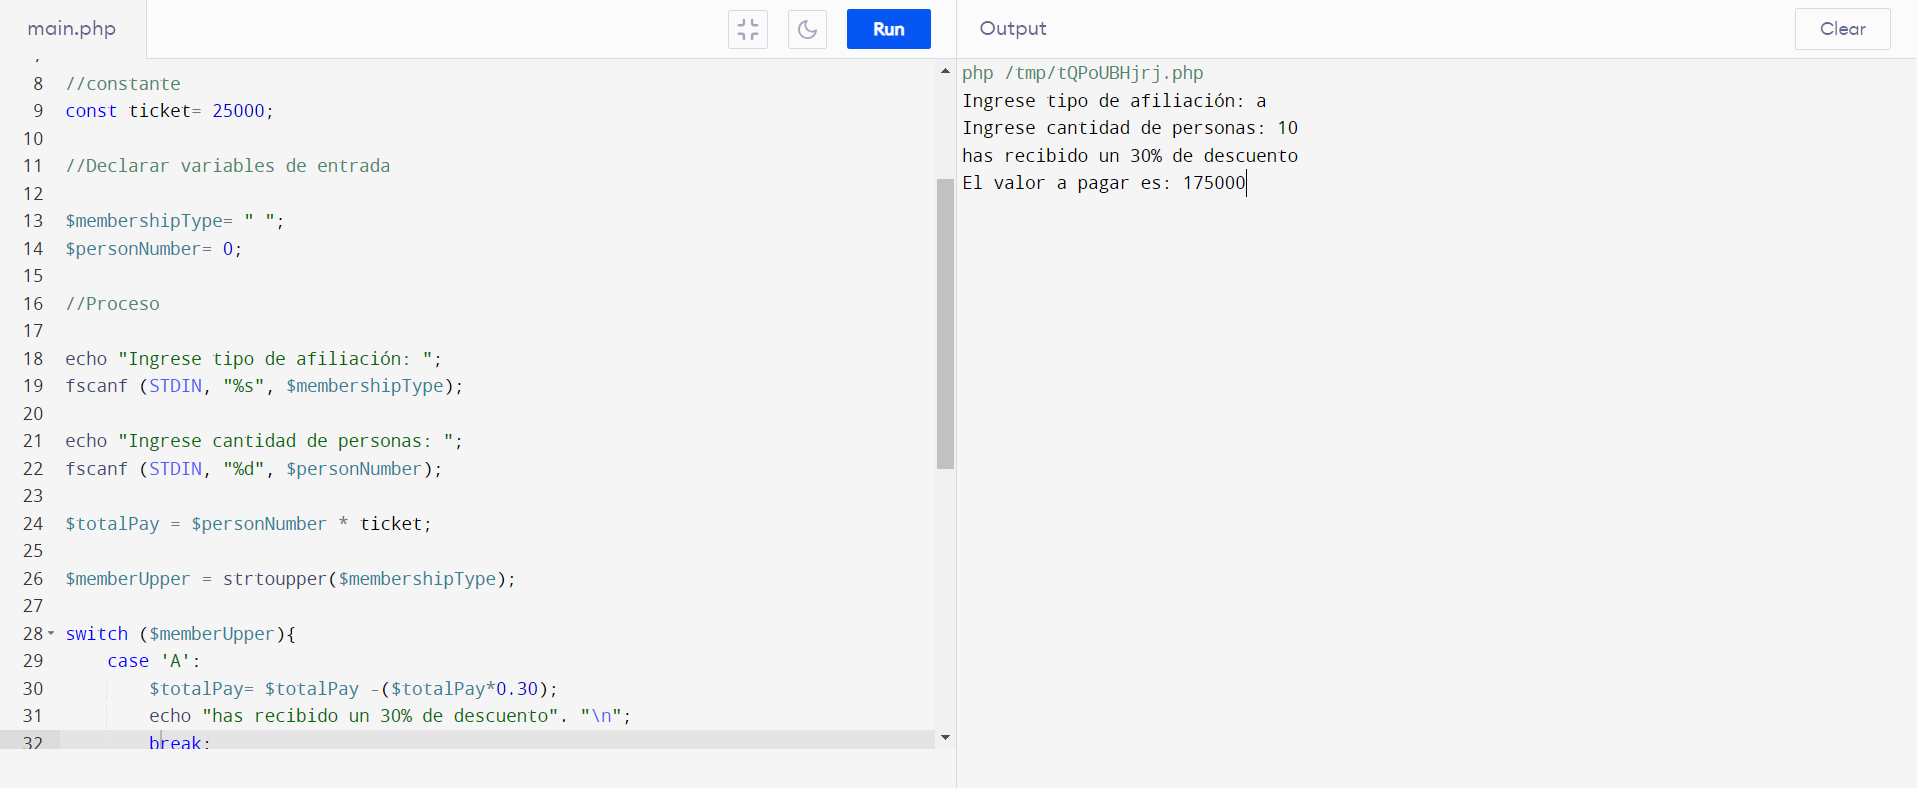 main.php
Run
8 //constante
9 const ticket= 25000;
10
11 //Declarar variables de entrada
12
13 $membershipType= " ";
14 $personNumber= 0;
15
16 //Proceso
17
18 echo "Ingrese tipo de afiliación: ";
19 fscanf (STDIN, "%s", $membershipType);
20
21 echo "Ingrese cantidad de personas: ";
22 fscanf (STDIN, "%d", $personNumber);
23
24 $totalPay = $personNumber * ticket;
25
26 $memberUpper = strtoupper($membershipType);
27
28 switch ($memberUpper){
29 case 'A':
30 $totalPay= $totalPay -($totalPay*0.30);
31 echo "has recibido un 30% de descuento". "\n";
32 break;
Output
Clear
php /tmp/tQPoUBHjrj.php
Ingrese tipo de afiliación: a
Ingrese cantidad de personas: 10
has recibido un 30% de descuento
El valor a pagar es: 175000